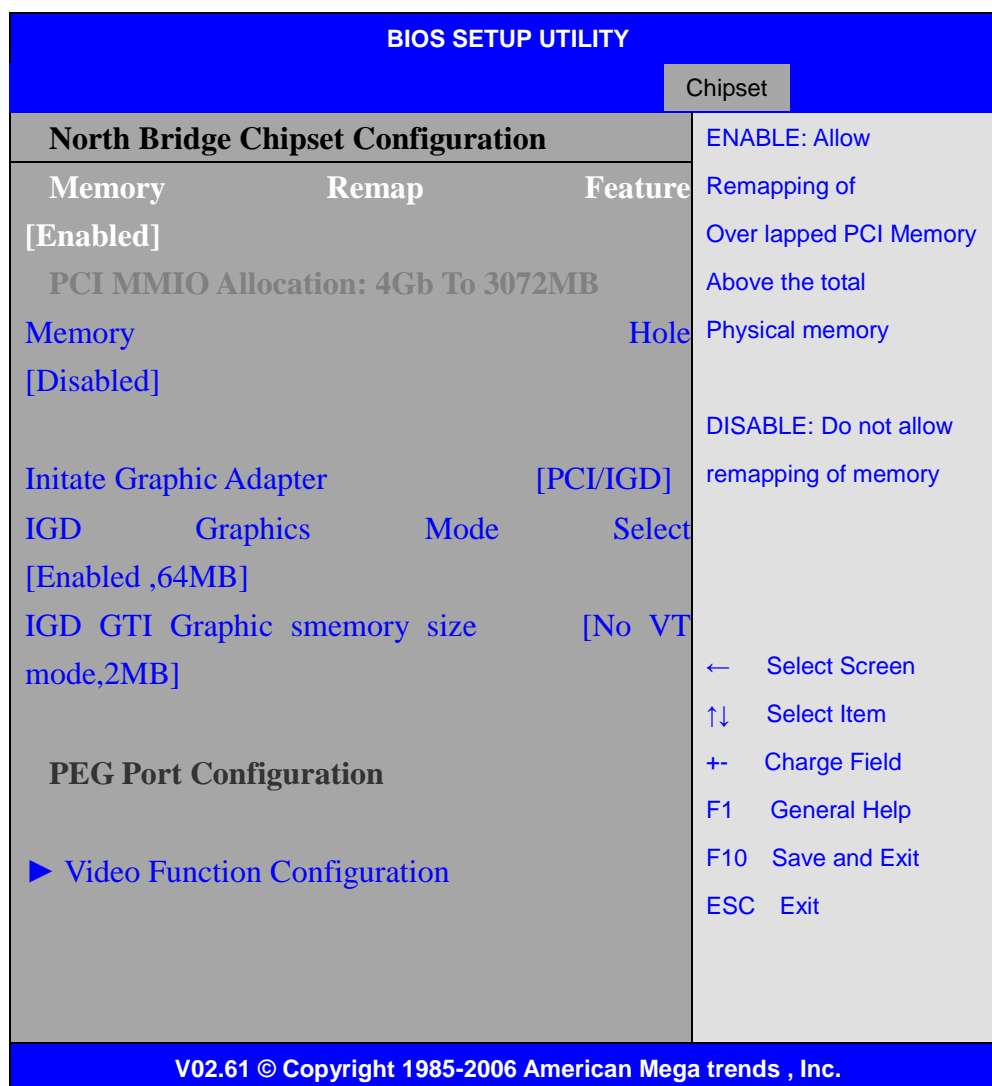 BIOS SETUP UTILITY
Chipset
North Bridge Chipset Configuration
Memory Remap Feature
[Enabled]
PCI MMIO Allocation: 4Gb To 3072MB
Memory Hole
[Disabled]
Initate Graphic Adapter [PCI/IGD]
IGD Graphics Mode Select
[Enabled ,64MB]
IGD GTI Graphic smemory size [No VT
mode,2MB]
PEG Port Configuration
► Video Function Configuration
ENABLE: Allow
Remapping of
Over lapped PCI Memory
Above the total
Physical memory
DISABLE: Do not allow
remapping of memory
← Select Screen
↑↓ Select Item
+- Charge Field
F1 General Help
F10 Save and Exit
ESC Exit
V02.61 © Copyright 1985-2006 American Mega trends , Inc.